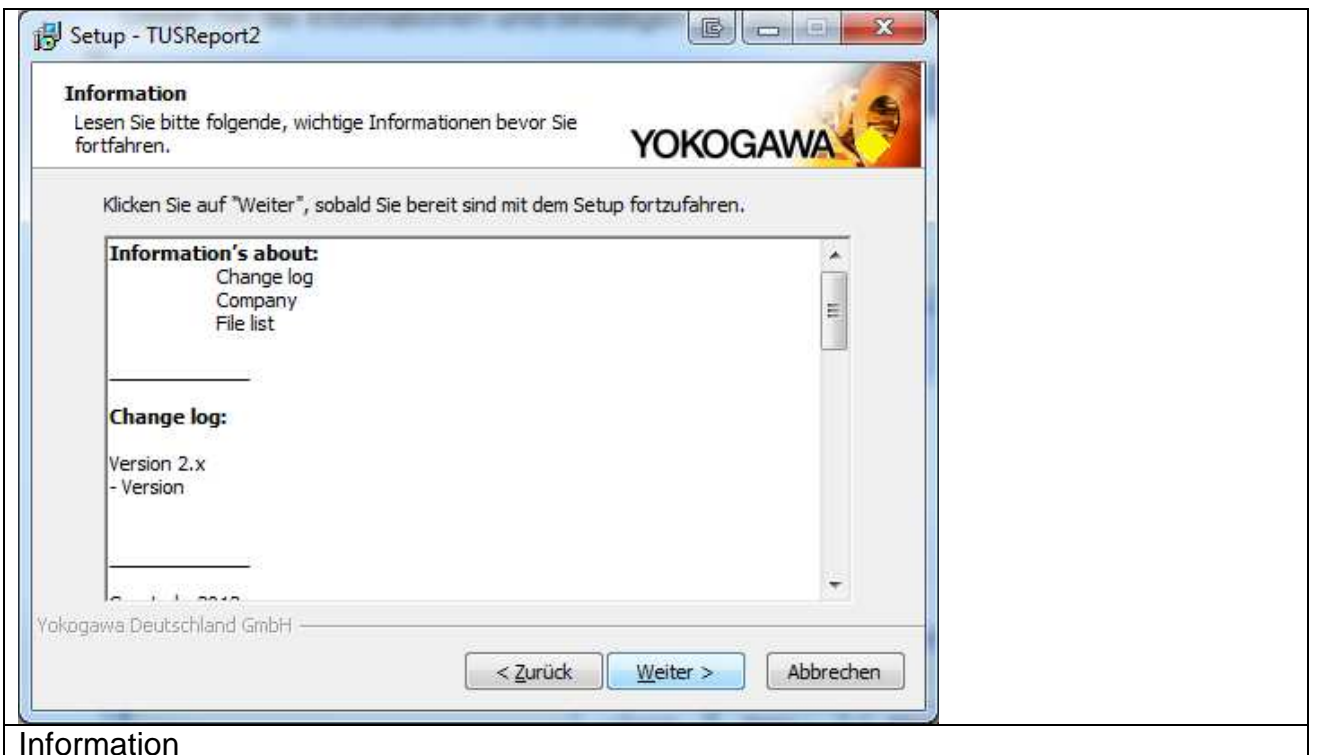 Setup - TUSReport2
Information
Lesen Sie bitte folgende, wichtige Informationen bevor Sie
fortfahren.
YOKOGAWA
Klicken Sie auf "Weiter", sobald Sie bereit sind mit dem Setup fortzufahren.
Information's about:
Change log
Company
File list
Change log:
Version 2.x
- Version
Yokogawa Deutschland GmbH
< Zurück
Weiter >
Abbrechen
Information